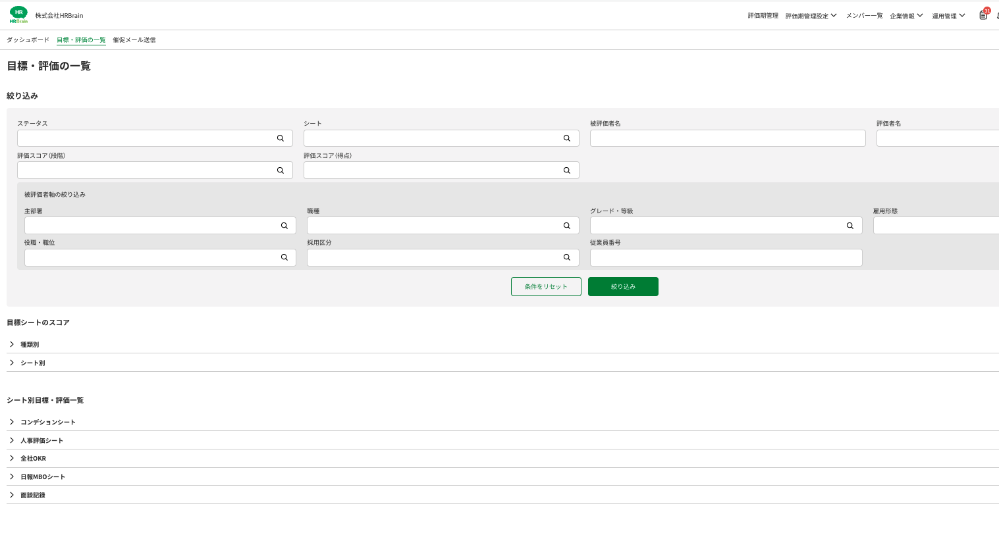 HR
HRBrain
株式会社HRBrain
評価期管理
評価期管理設定
メンバー一覧
企業情報
運用管理
31
ダッシュボード
目標・評価の一覧
催促メール送信
目標・評価の一覧
絞り込み
ステータス
シート
被評価者名
評価者名
評価スコア(段階)
評価スコア(得点)
被評価者軸の絞り込み
主部署
職種
グレード・等級
雇用形態
役職・職位
採用区分
従業員番号
条件をリセット
絞り込み
目標シートのスコア
種類別
シート別
シート別目標・評価一覧
コンデションシート
人事評価シート
全社OKR
日報MBOシート
面談記録